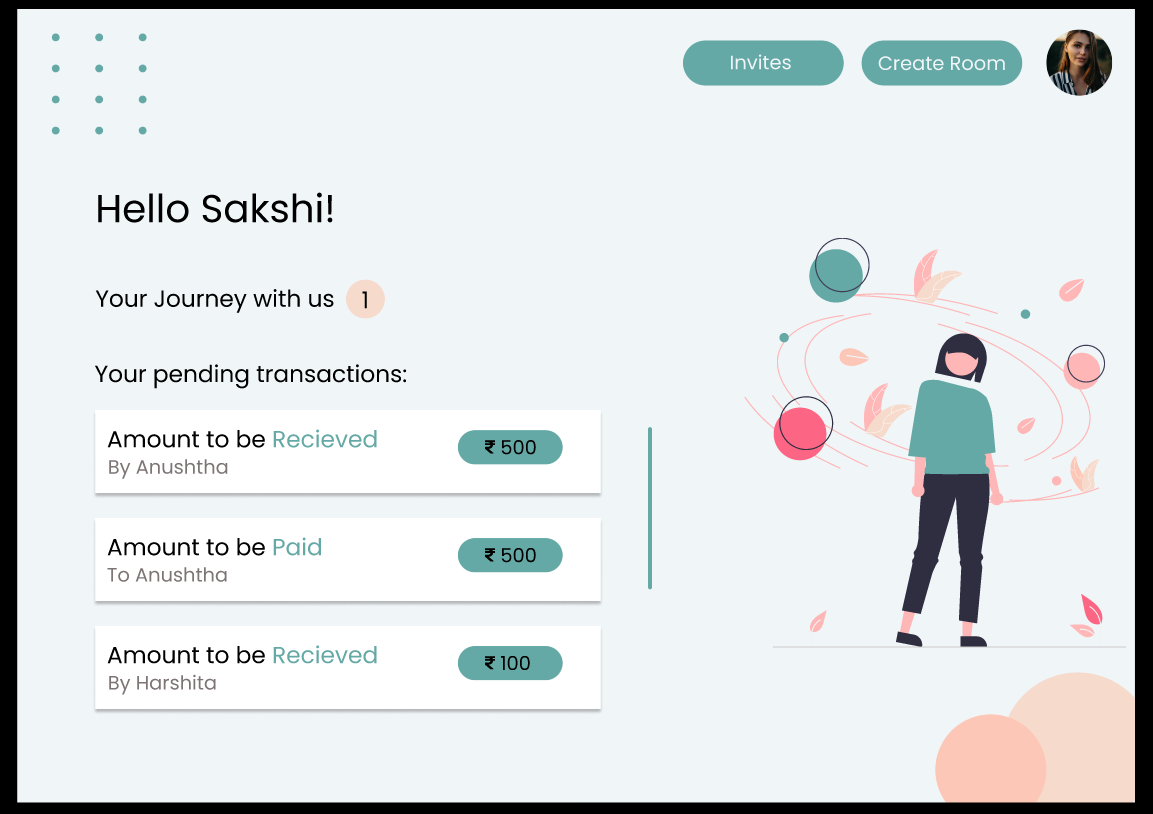 Invites
Create Room
Hello Sakshi!
Your Journey with us 1
Your pending transactions:
Amount to be Recieved
By Anushtha
₹ 500
Amount to be Paid
To Anushtha
₹ 500
Amount to be Recieved
By Harshita
₹ 100